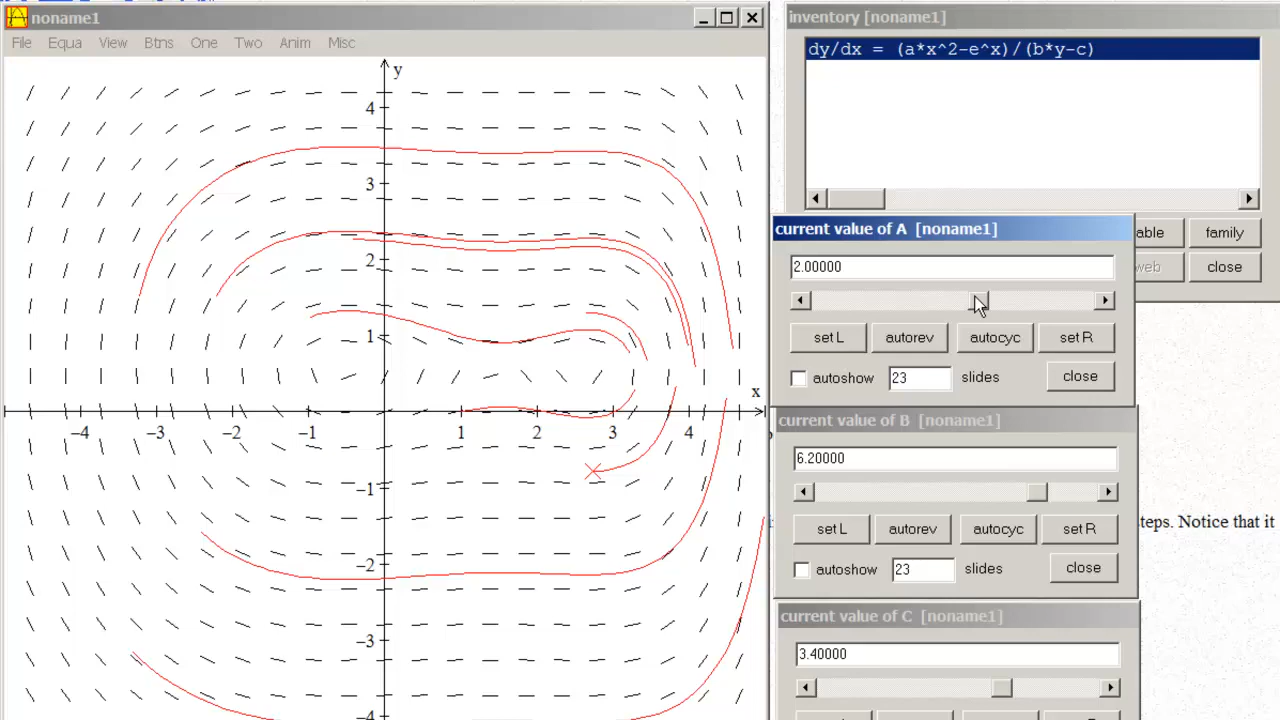 noname1
File Equa View Btns One Two Anim Misc
y
4
3
2
1
x
−4 −3 −2 −1 1 2 3 4
−1
−2
−3
−4
inventory [noname1]
dy/dx = (a*x^2-e^x)/(b*y-c)
able family
web close
current value of A [noname1]
2.00000
set L autorev autocyc set R
autoshow 23 slides close
current value of B [noname1]
6.20000
set L autorev autocyc set R
steps. Notice that it
autoshow 23 slides close
current value of C [noname1]
3.40000